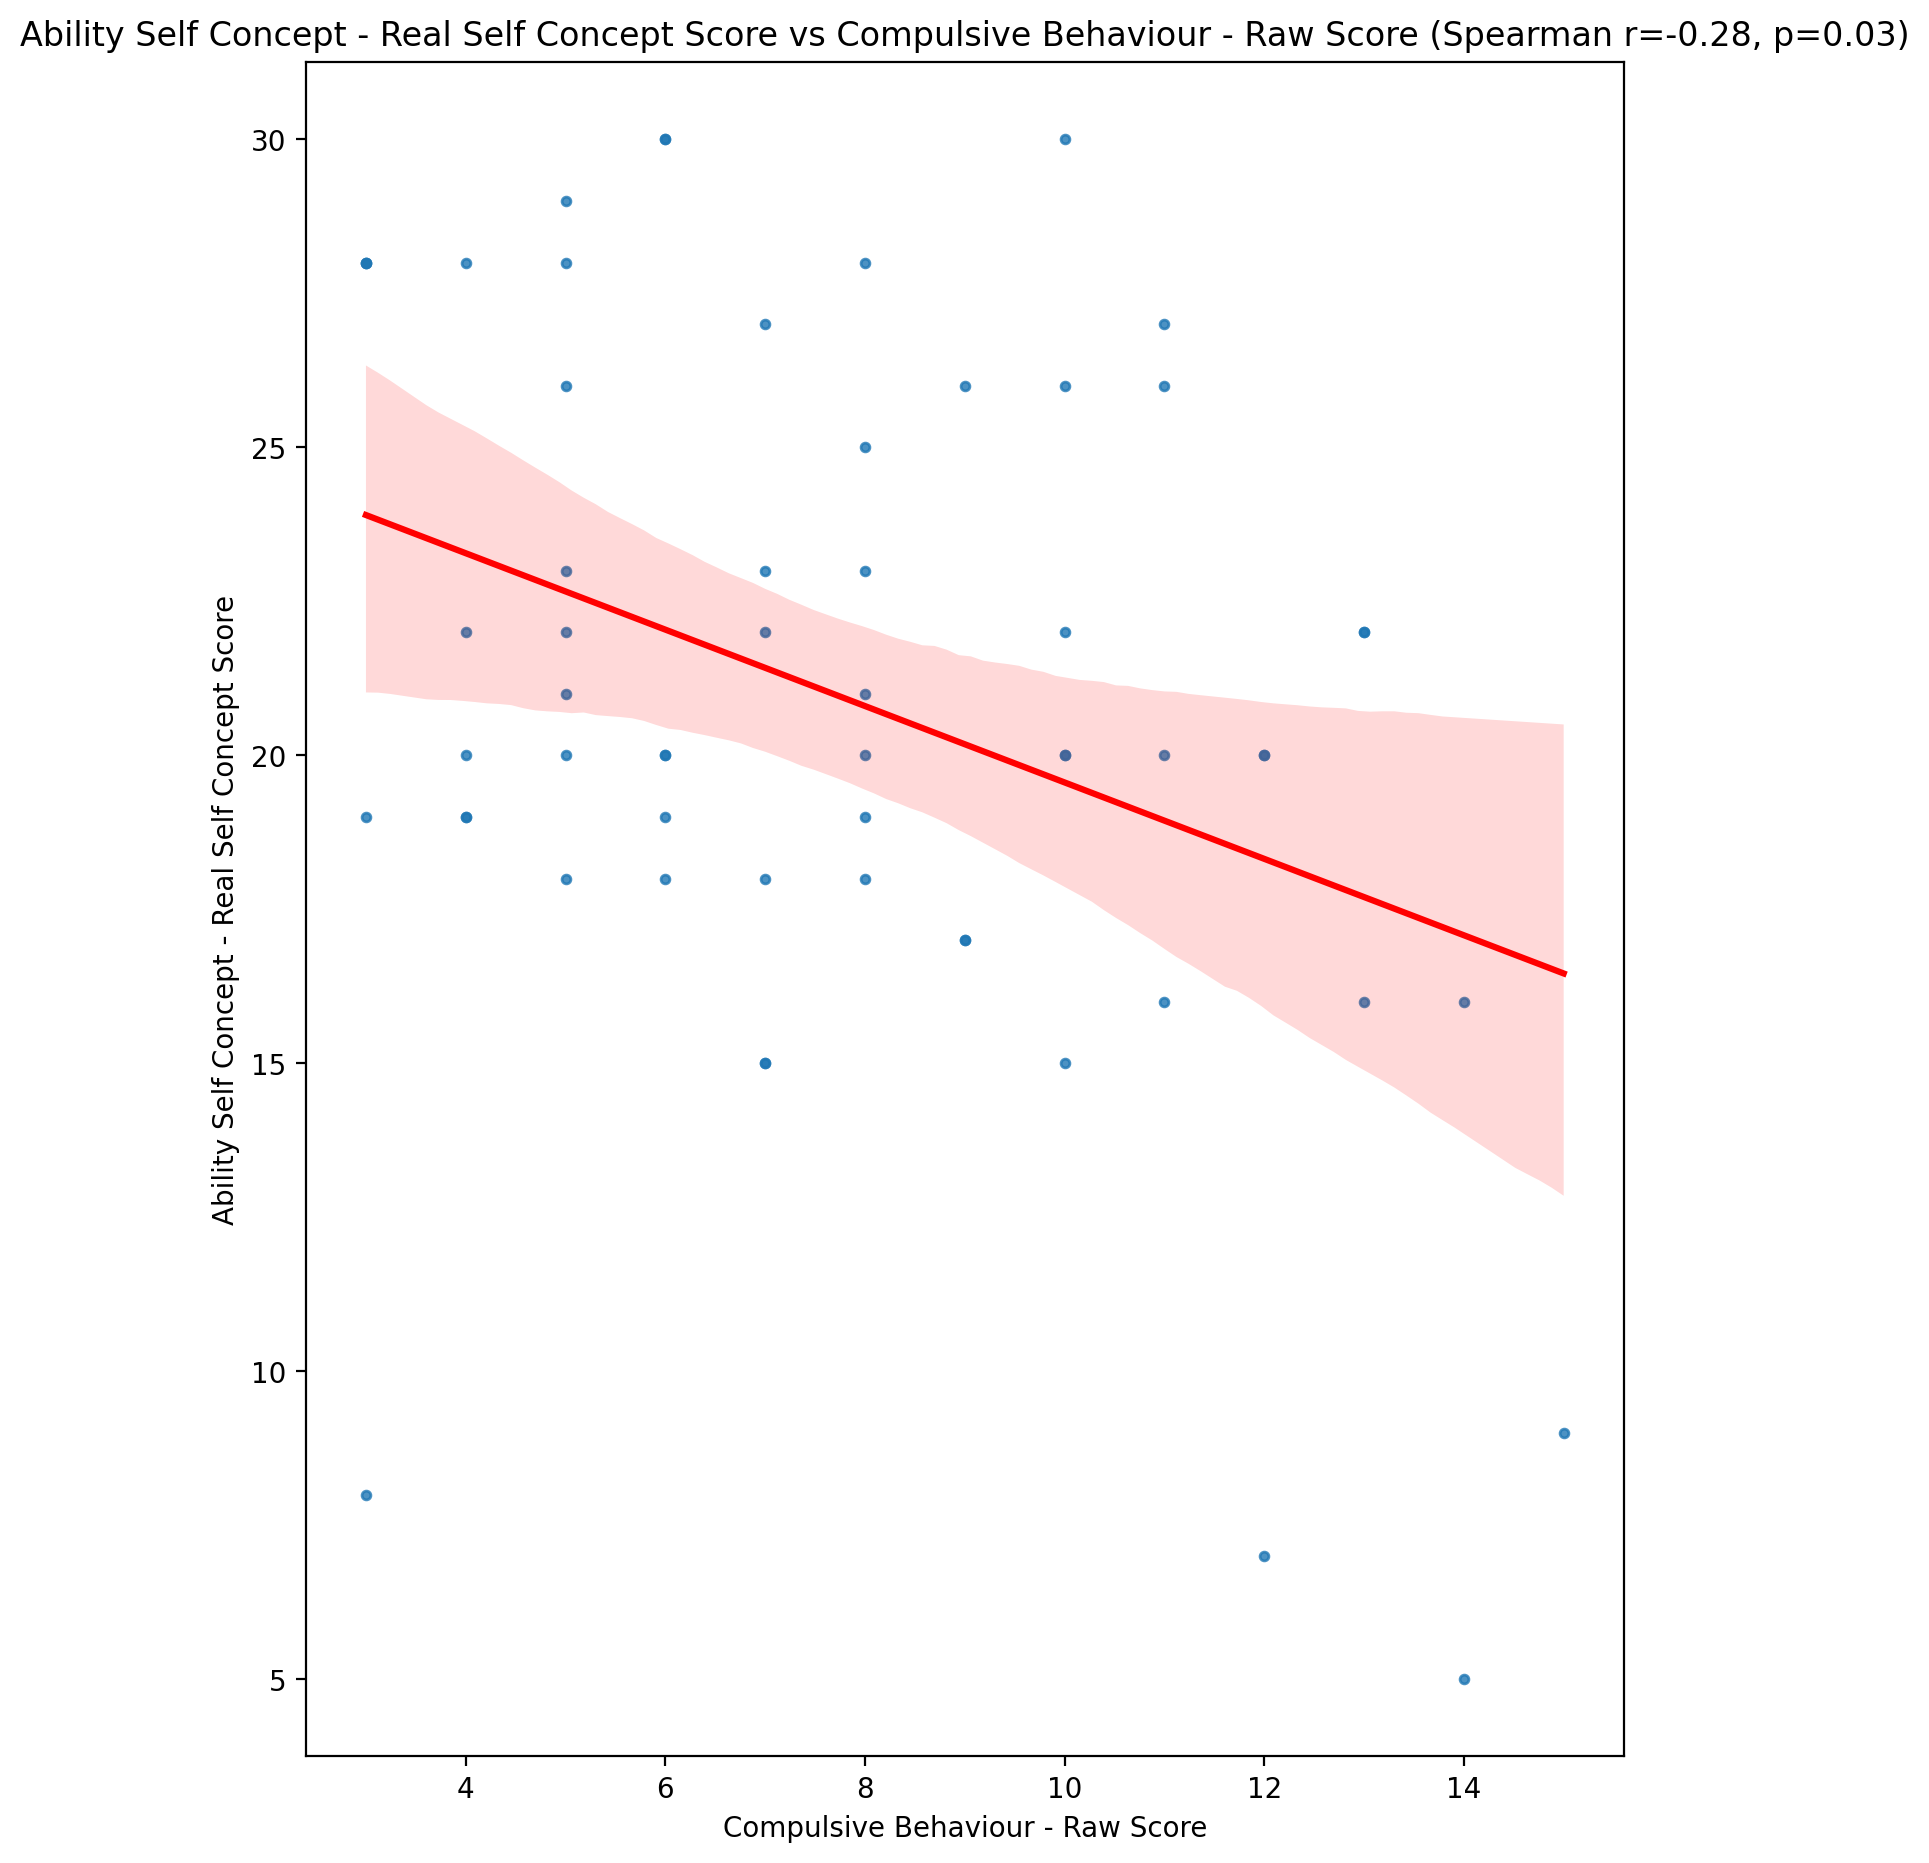 Ability Self Concept - Real Self Concept Score vs Compulsive Behaviour - Raw Score (Spearman r=-0.28, p=0.03)
Ability Self Concept - Real Self Concept Score
30
25
20
15
10
5
4 6 8 10 12 14
Compulsive Behaviour - Raw Score